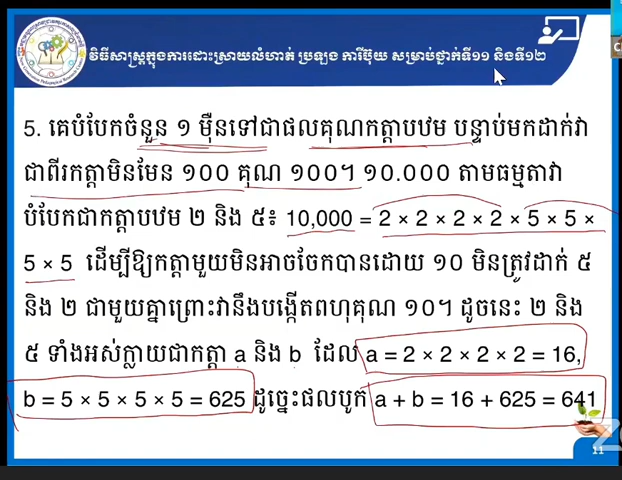 វិធីសាស្ត្រក្នុងការដោះស្រាយលំហាត់ ប្រឡង ការីប៊ុយ សម្រាប់ថ្នាក់ទី១១ និងទី១២
5. គេបំបែកចំនួន ១ ម៉ឺនទៅជាផលគុណកត្តាបឋម បន្ទាប់មកដាក់វា
ជាពីរកត្តាមិនមែន ១០០ គុណ ១០០។ ១០.០០០ តាមធម្មតាវា
បំបែកជាកត្តាបឋម ២ និង ៥៖ 10,000 = 2 × 2 × 2 × 2 × 5 × 5 ×
5 × 5 ដើម្បីឱ្យកត្តាមួយមិនអាចចែកបានដោយ 10 មិនត្រូវដាក់ ៥
និង ២ ជាមួយគ្នាព្រោះវានឹងបង្កើតពហុគុណ 10។ ដូចនេះ ២ និង
៥ ទាំងអស់ក្លាយជាកត្តា a និង b ដែល a = 2 × 2 × 2 × 2 = 16,
b = 5 × 5 × 5 × 5 = 625 ដូច្នេះផលបូក a + b = 16 + 625 = 641
11